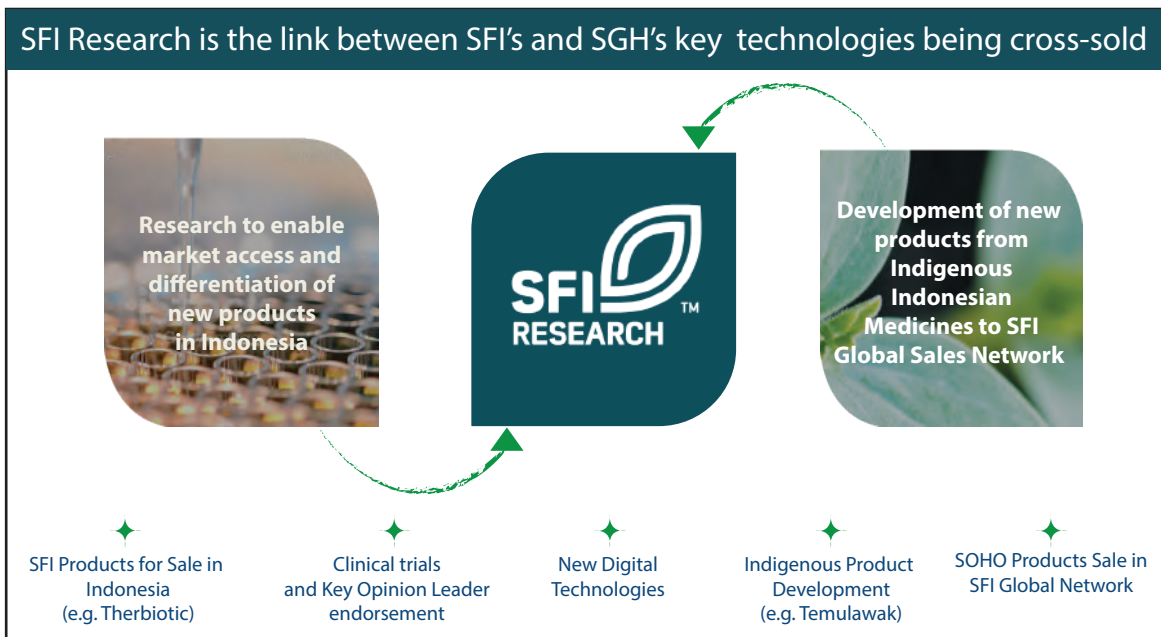 SFI Research is the link between SFI's and SGH's key technologies being cross-sold
Research to enable
market access and
differentiation of
new products
in Indonesia
SFI
TM
RESEARCH
Development of new
products from
Indigenous
Indonesian
Medicines to SFI
Global Sales Network
SFI Products for Sale in
Indonesia
(e.g. Therbiotic)
Clinical trials
and Key Opinion Leader
endorsement
New Digital
Technologies
Indigenous Product
Development
(e.g. Temulawak)
SOHO Products Sale in
SFI Global Network